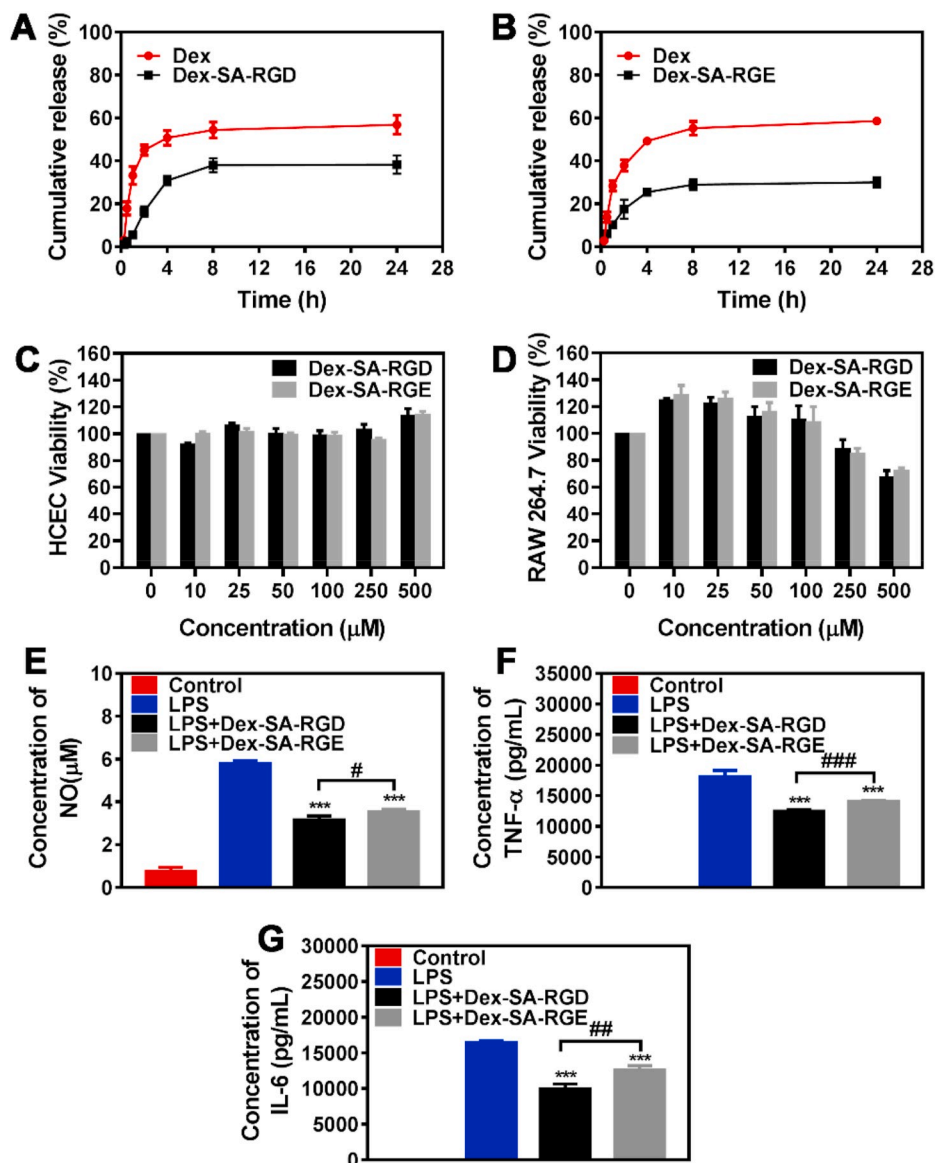 A
Cumulative release (%)
100
80
60
40
20
0
Dex
Dex-SA-RGD
0 4 8 12 16 20 24 28
Time (h)
B
Cumulative release (%)
100
80
60
40
20
0
Dex
Dex-SA-RGE
0 4 8 12 16 20 24 28
Time (h)
C
HCEC Viability (%)
160
140
120
100
80
60
40
20
0
Dex-SA-RGD
Dex-SA-RGE
0 10 25 50 100 250 500
Concentration (μM)
D
RAW 264.7 Viability (%)
160
140
120
100
80
60
40
20
0
Dex-SA-RGD
Dex-SA-RGE
0 10 25 50 100 250 500
Concentration (μM)
E
Concentration of
NO(μM)
10
8
6
4
2
0
Control
LPS
LPS+Dex-SA-RGD
LPS+Dex-SA-RGE
#
*** ***
F
Concentration of
TNF-α (pg/mL)
35000
30000
25000
20000
15000
10000
5000
0
Control
LPS
LPS+Dex-SA-RGD
LPS+Dex-SA-RGE
###
*** ***
G
Concentration of
IL-6 (pg/mL)
30000
25000
20000
15000
10000
5000
0
Control
LPS
LPS+Dex-SA-RGD
LPS+Dex-SA-RGE
##
*** ***